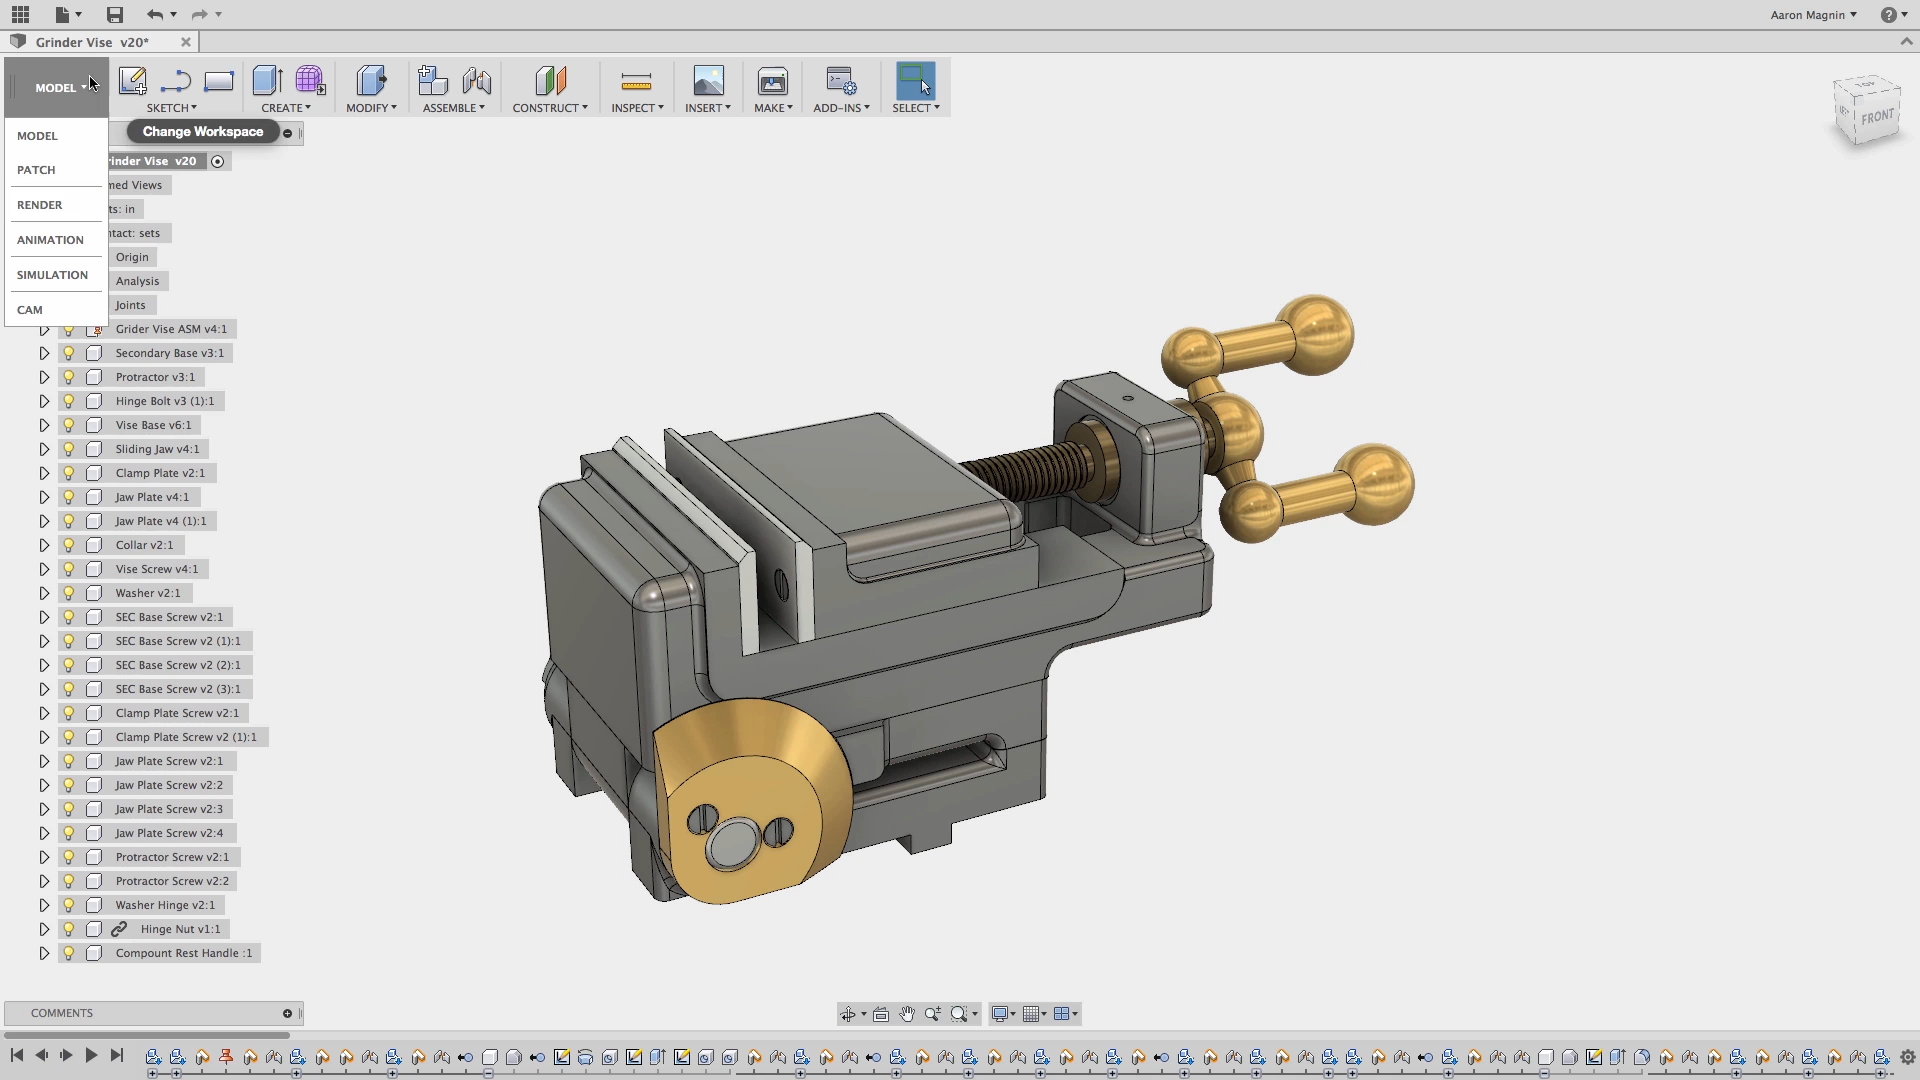 Aaron Magnin
Grinder Vise v20*
MODEL
SKETCH
CREATE
MODIFY
ASSEMBLE
CONSTRUCT
INSPECT
INSERT
MAKE
ADD-INS
SELECT
TOP
FRONT
Change Workspace
MODEL
PATCH
RENDER
ANIMATION
SIMULATION
CAM
rinder Vise v20
med Views
ts: in
ntact: sets
Origin
Analysis
Joints
Grider Vise ASM v4:1
Secondary Base v3:1
Protractor v3:1
Hinge Bolt v3 (1):1
Vise Base v6:1
Sliding Jaw v4:1
Clamp Plate v2:1
Jaw Plate v4:1
Jaw Plate v4 (1):1
Collar v2:1
Vise Screw v4:1
Washer v2:1
SEC Base Screw v2:1
SEC Base Screw v2 (1):1
SEC Base Screw v2 (2):1
SEC Base Screw v2 (3):1
Clamp Plate Screw v2:1
Clamp Plate Screw v2 (1):1
Jaw Plate Screw v2:1
Jaw Plate Screw v2:2
Jaw Plate Screw v2:3
Jaw Plate Screw v2:4
Protractor Screw v2:1
Protractor Screw v2:2
Washer Hinge v2:1
Hinge Nut v1:1
Compount Rest Handle :1
COMMENTS